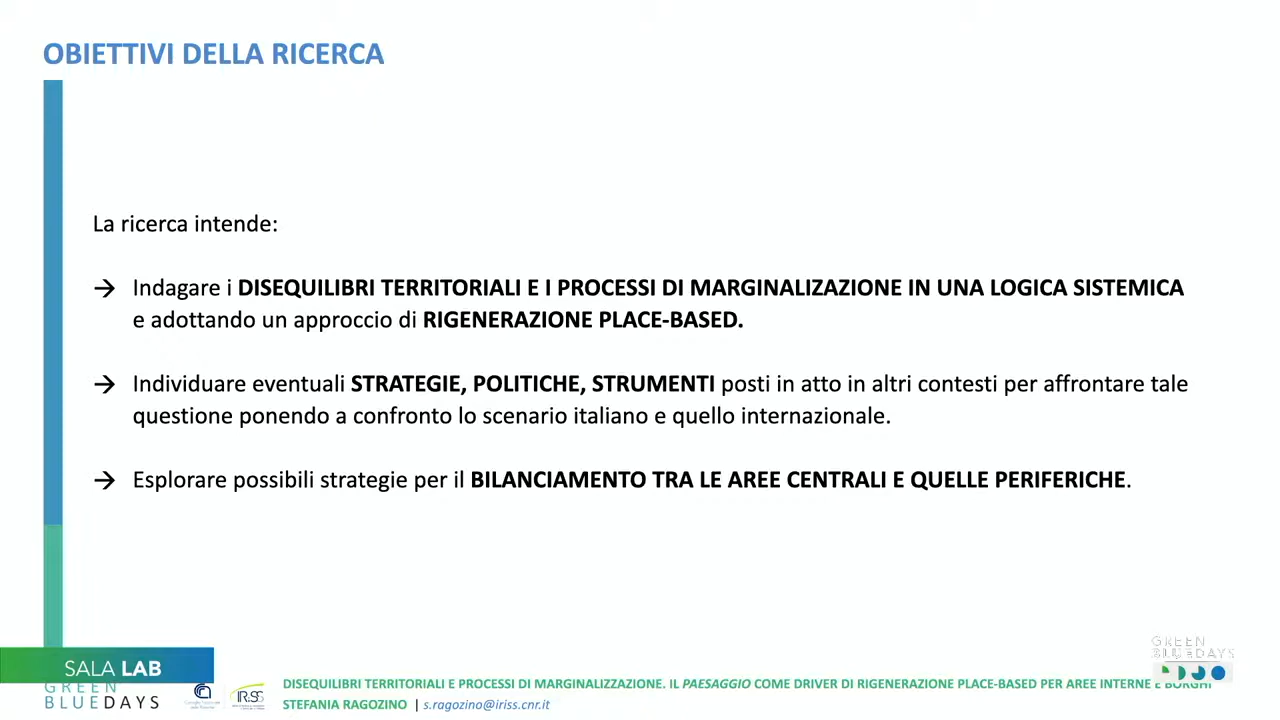 OBIETTIVI DELLA RICERCA
La ricerca intende:
→ Indagare i DISEQUILIBRI TERRITORIALI E I PROCESSI DI MARGINALIZAZIONE IN UNA LOGICA SISTEMICA
e adottando un approccio di RIGENERAZIONE PLACE-BASED.
→ Individuare eventuali STRATEGIE, POLITICHE, STRUMENTI posti in atto in altri contesti per affrontare tale
questione ponendo a confronto lo scenario italiano e quello internazionale.
→ Esplorare possibili strategie per il BILANCIAMENTO TRA LE AREE CENTRALI E QUELLE PERIFERICHE.
GREEN
BLUEDAYS
SALA LAB
GREEN
BLUEDAYS
IRISS
DISEQUILIBRI TERRITORIALI E PROCESSI DI MARGINALIZZAZIONE. IL PAESAGGIO COME DRIVER DI RIGENERAZIONE PLACE-BASED PER AREE INTERNE E BORGHI
STEFANIA RAGOZINO | s.ragozino@iriss.cnr.it